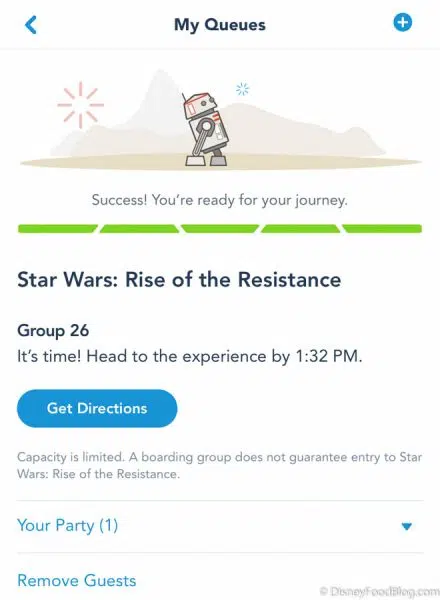 My Queues
Success! You're ready for your journey.
Star Wars: Rise of the Resistance
Group 26
It's time! Head to the experience by 1:32 PM.
Get Directions
Capacity is limited. A boarding group does not guarantee entry to Star
Wars: Rise of the Resistance.
Your Party (1)
Remove Guests
© DisneyFoodBlog.com